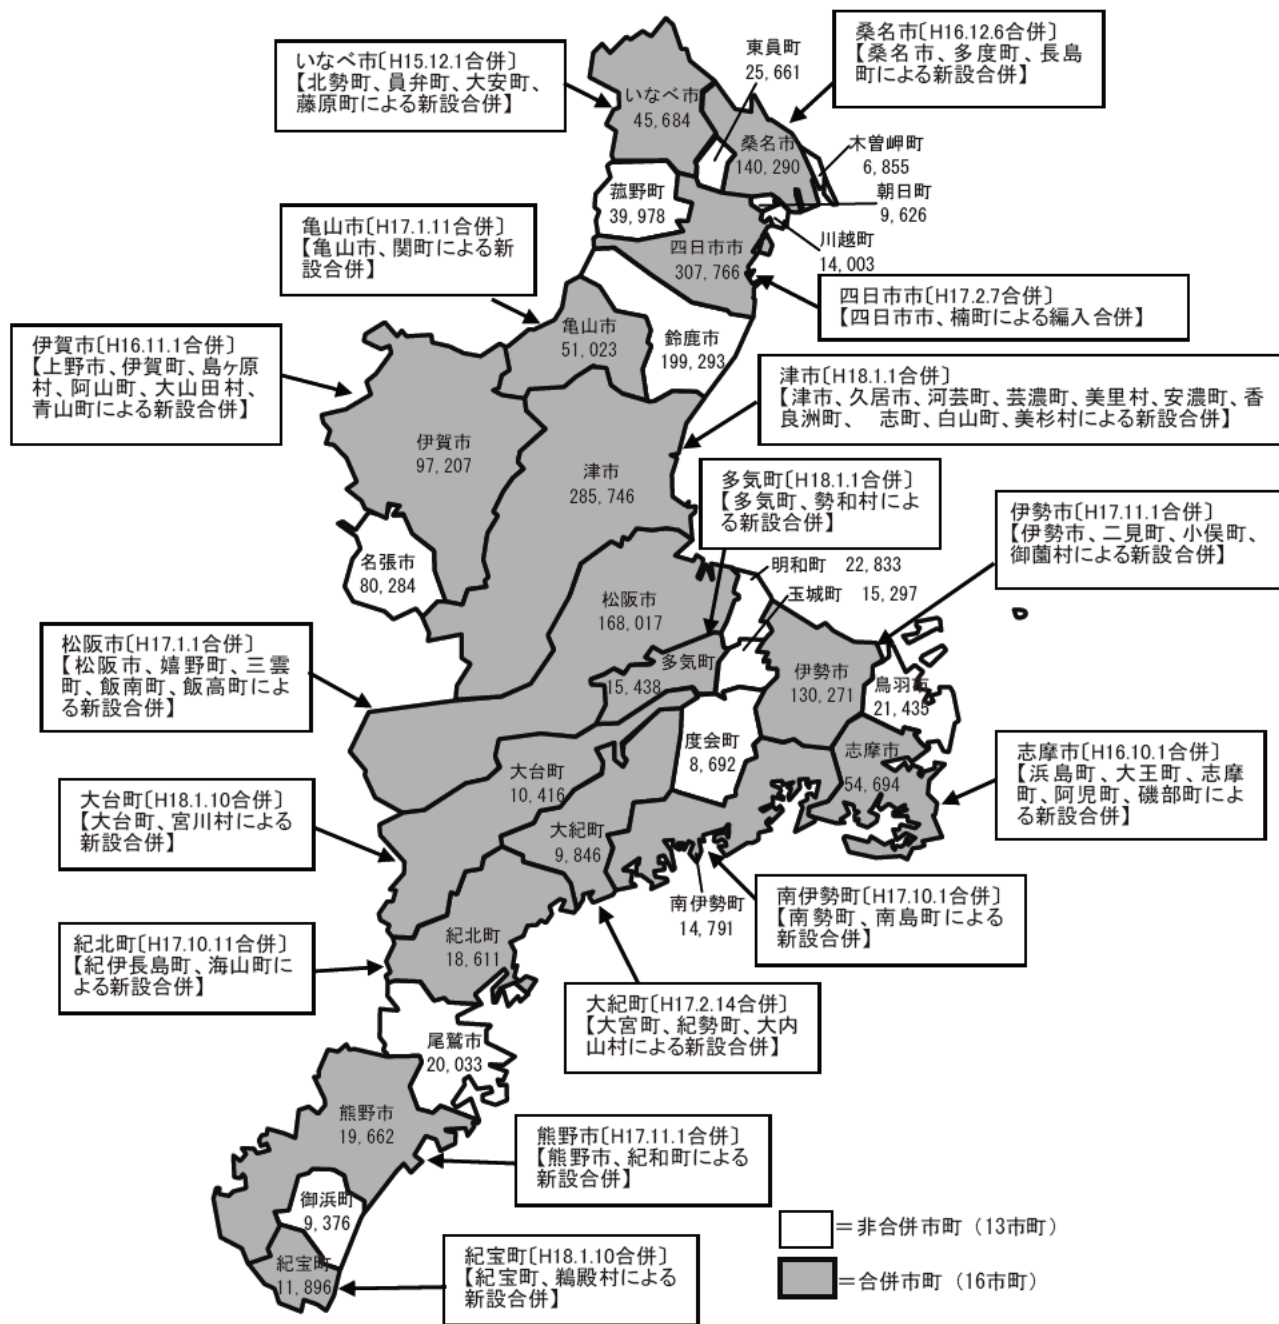 いなべ市〔H15.12.1合併〕
【北勢町、員弁町、大安町、
藤原町による新設合併】
桑名市〔H16.12.6合併〕
【桑名市、多度町、長島
町による新設合併】
東員町
25,661
いなべ市
45,684
桑名市
140,290
木曽岬町
6,855
朝日町
9,626
菰野町
39,978
川越町
14,003
四日市市
307,766
亀山市〔H17.1.11合併〕
【亀山市、関町による新
設合併】
四日市市〔H17.2.7合併〕
【四日市市、楠町による編入合併】
亀山市
51,023
鈴鹿市
199,293
伊賀市〔H16.11.1合併〕
【上野市、伊賀町、島ヶ原
村、阿山町、大山田村、
青山町による新設合併】
津市〔H18.1.1合併〕
【津市、久居市、河芸町、芸濃町、美里村、安濃町、香
良洲町、　志町、白山町、美杉村による新設合併】
伊賀市
97,207
津市
285,746
多気町〔H18.1.1合併〕
【多気町、勢和村によ
る新設合併】
伊勢市〔H17.11.1合併〕
【伊勢市、二見町、小俣町、
御薗村による新設合併】
名張市
80,284
明和町 22,833
玉城町 15,297
松阪市
168,017
松阪市〔H17.1.1合併〕
【松阪市、嬉野町、三雲
町、飯南町、飯高町によ
る新設合併】
多気町
15,438
伊勢市
130,271
鳥羽市
21,435
度会町
8,692
志摩市
54,694
志摩市〔H16.10.1合併〕
【浜島町、大王町、志摩
町、阿児町、磯部町によ
る新設合併】
大台町
10,416
大台町〔H18.1.10合併〕
【大台町、宮川村による
新設合併】
大紀町
9,846
南伊勢町
14,791
南伊勢町〔H17.10.1合併〕
【南勢町、南島町による
新設合併】
紀北町〔H17.10.11合併〕
【紀伊長島町、海山町に
よる新設合併】
紀北町
18,611
大紀町〔H17.2.14合併〕
【大宮町、紀勢町、大内
山村による新設合併】
尾鷲市
20,033
熊野市
19,662
熊野市〔H17.11.1合併〕
【熊野市、紀和町による
新設合併】
御浜町
9,376
紀宝町
11,896
紀宝町〔H18.1.10合併〕
【紀宝町、鵜殿村による
新設合併】
＝非合併市町（13市町）
＝合併市町（16市町）